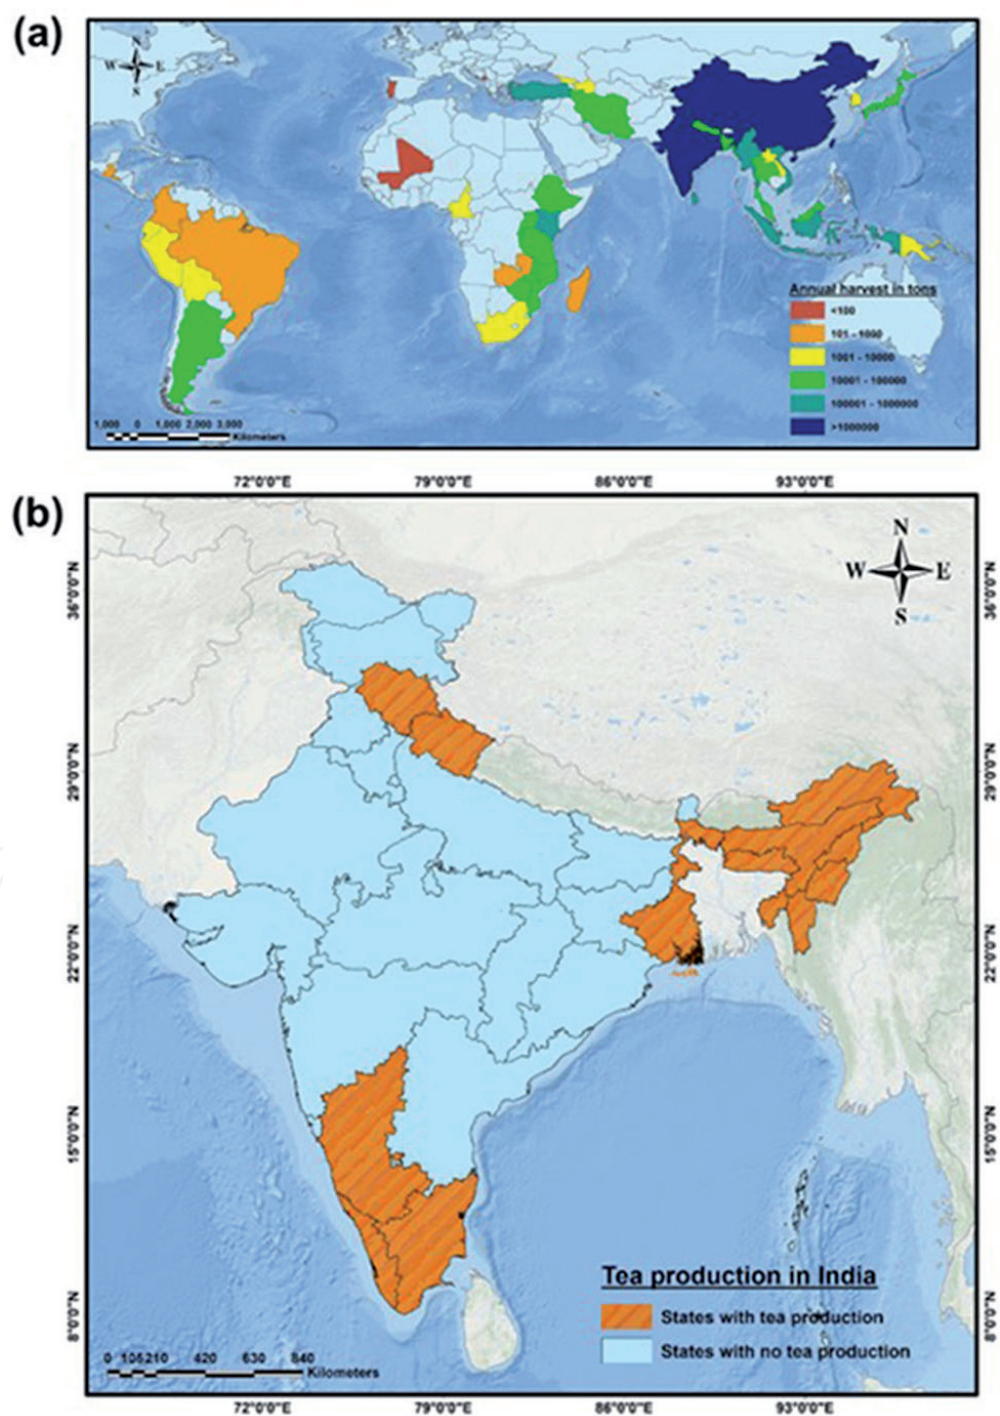 (a)
N
W E
S
Annual harvest in tons
<100
101 - 1000
1001 - 10000
10001 - 100000
100001 - 1000000
>1000000
1,000 0 1,000 2,000 3,000
Kilometers
(b)
72°0'0"E 79°0'0"E 86°0'0"E 93°0'0"E
N
W E
S
36°0'0"N 36°0'0"N
29°0'0"N 29°0'0"N
22°0'0"N 22°0'0"N
15°0'0"N 15°0'0"N
8°0'0"N 8°0'0"N
Tea production in India
States with tea production
States with no tea production
0 105210 420 630 840
Kilometers
72°0'0"E 79°0'0"E 86°0'0"E 93°0'0"E